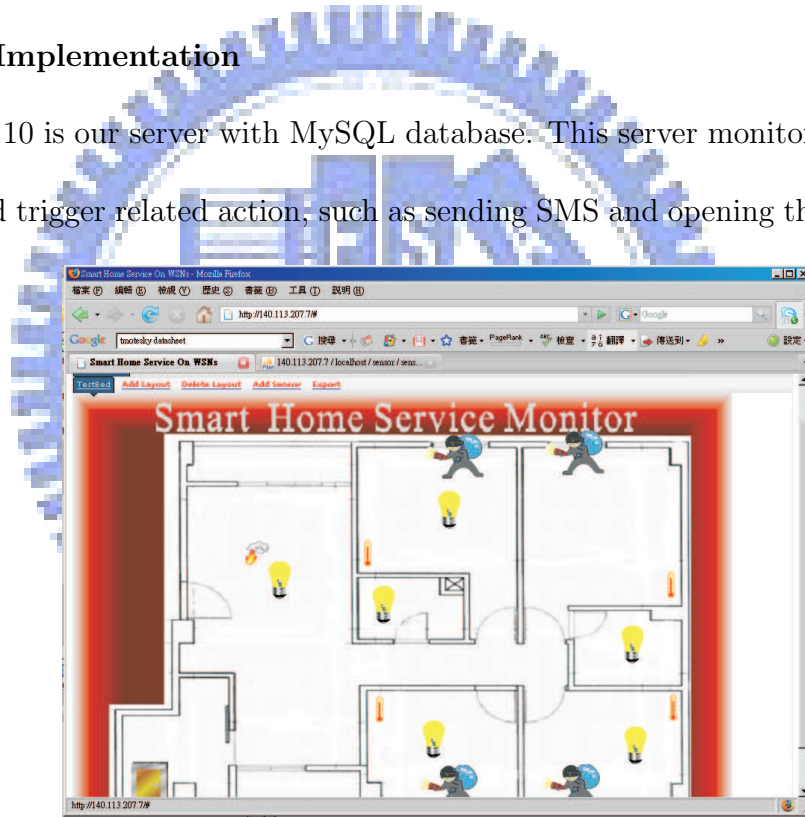 Implementation
10 is our server with MySQL database. This server monitor
d trigger related action, such as sending SMS and opening th
Smart Home Service On WSNs - Mozilla Firefox
檔案(F) 編輯(E) 檢視(V) 歷史(S) 書籤(B) 工具(T) 說明(H)
http://140.113.207.7/# Google
Google tmotesky datasheet 搜尋 書籤 PageRank 檢查 翻譯 傳送到 » 設定
Smart Home Service On WSNs 140.113.207.7 / localhost / sensor / sens...
TestBed Add Layout Delete Layout Add Sensor Export
Smart Home Service Monitor
http://140.113.207.7/#